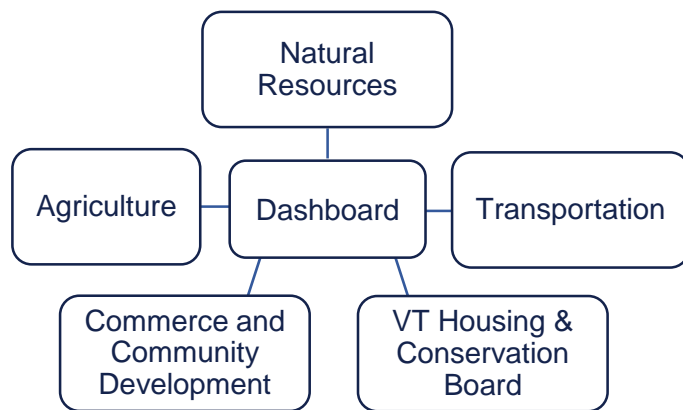 Natural
Resources
Agriculture
Dashboard
Transportation
Commerce and
Community
Development
VT Housing &
Conservation
Board